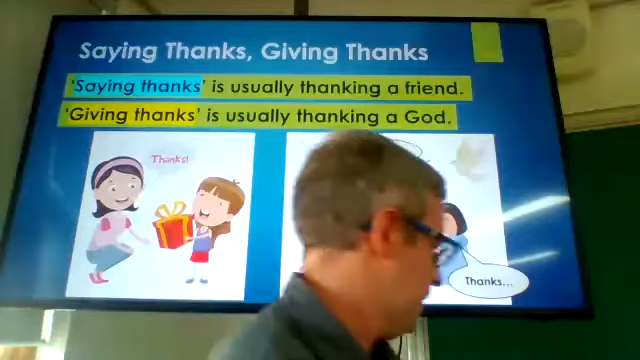 Saying Thanks, Giving Thanks
'Saying thanks' is usually thanking a friend.
'Giving thanks' is usually thanking a God.
Thanks!
Thanks...